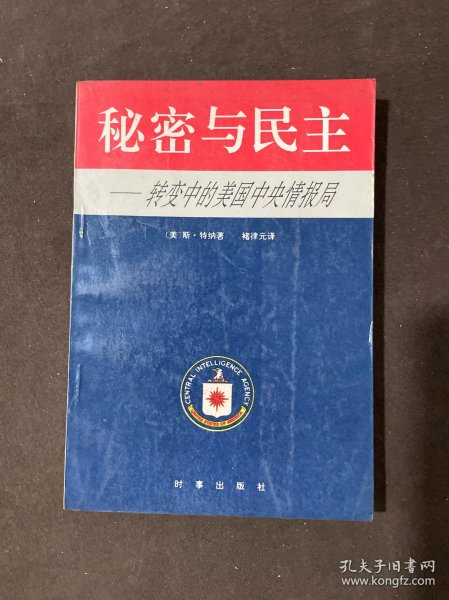 秘密与民主
——转变中的美国中央情报局
〔美〕斯·特纳著 褚律元译
CENTRAL INTELLIGENCE AGENCY
UNITED STATES OF AMERICA
时事出版社
孔夫子旧书网
www.kongfz.com